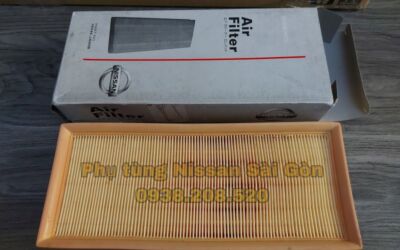 Air
Filter
NISSAN
Air
Filter
NISSAN
Phụ tùng Nissan Sài Gòn
0938.208.520